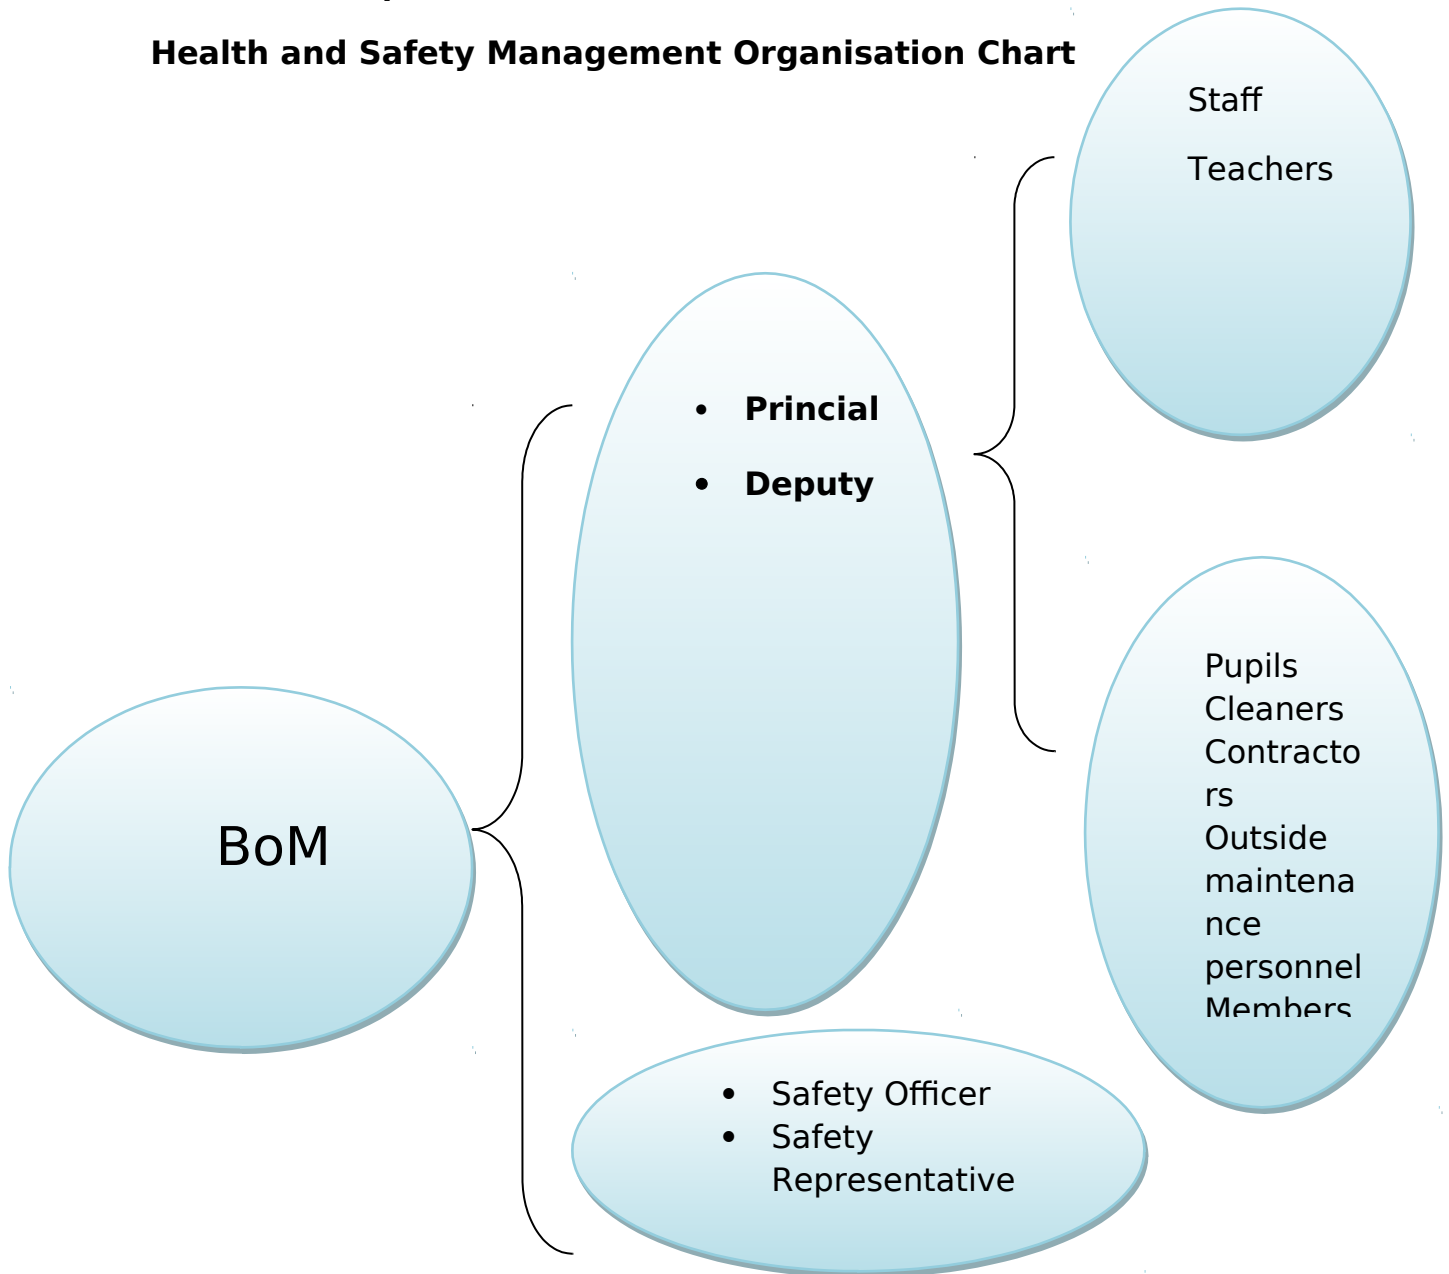 Health and Safety Management Organisation Chart
Staff
Teachers
• Princial
• Deputy
Pupils
Cleaners
Contracto
rs
Outside
maintena
nce
personnel
Members
BoM
• Safety Officer
• Safety
Representative